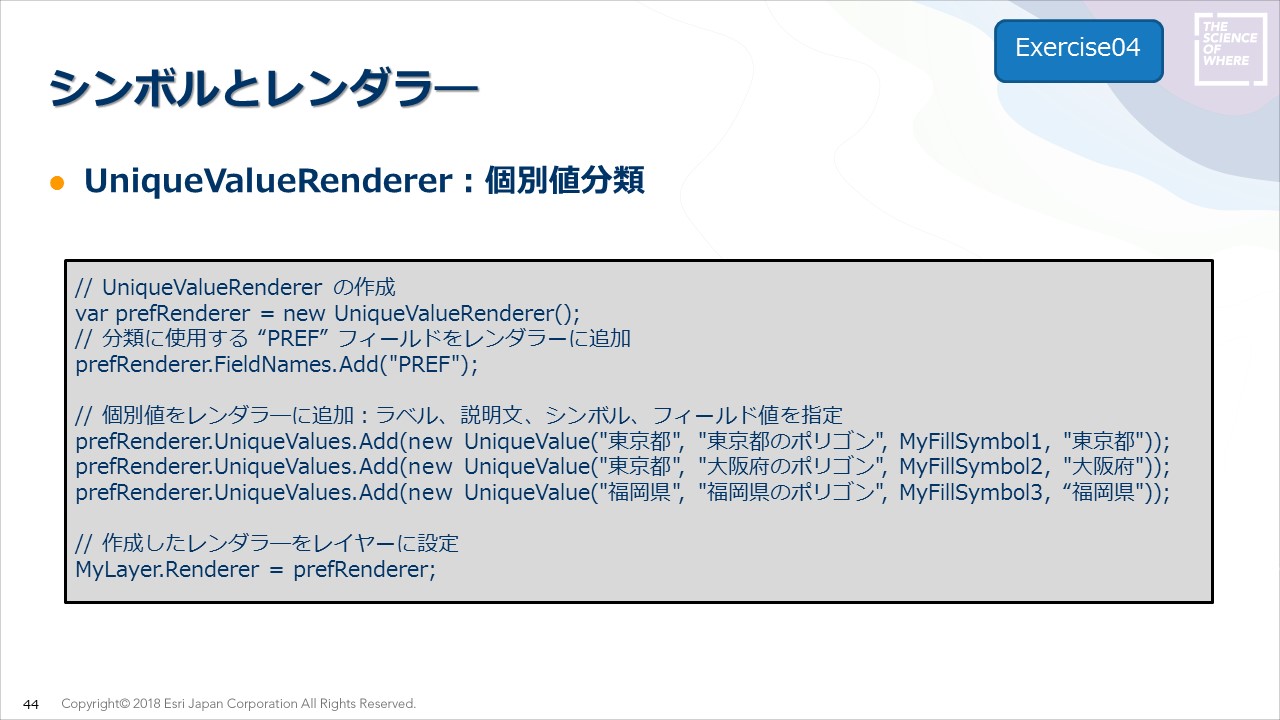 Exercise04
THE
SCIENCE
OF
WHERE
シンボルとレンダラ―
UniqueValueRenderer:個別値分類
// UniqueValueRenderer の作成
var prefRenderer = new UniqueValueRenderer();
// 分類に使用する “PREF” フィールドをレンダラーに追加
prefRenderer.FieldNames.Add("PREF");
// 個別値をレンダラ―に追加:ラベル、説明文、シンボル、フィールド値を指定
prefRenderer.UniqueValues.Add(new UniqueValue("東京都", "東京都のポリゴン", MyFillSymbol1, "東京都"));
prefRenderer.UniqueValues.Add(new UniqueValue("東京都", "大阪府のポリゴン", MyFillSymbol2, "大阪府"));
prefRenderer.UniqueValues.Add(new UniqueValue("福岡県", "福岡県のポリゴン", MyFillSymbol3, “福岡県"));
// 作成したレンダラ―をレイヤーに設定
MyLayer.Renderer = prefRenderer;
44 Copyright© 2018 Esri Japan Corporation All Rights Reserved.